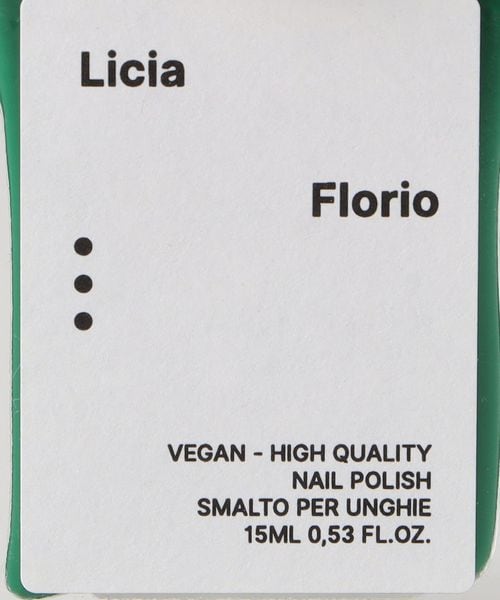 Licia
Florio
VEGAN - HIGH QUALITY
NAIL POLISH
SMALTO PER UNGHIE
15ML 0,53 FL.OZ.